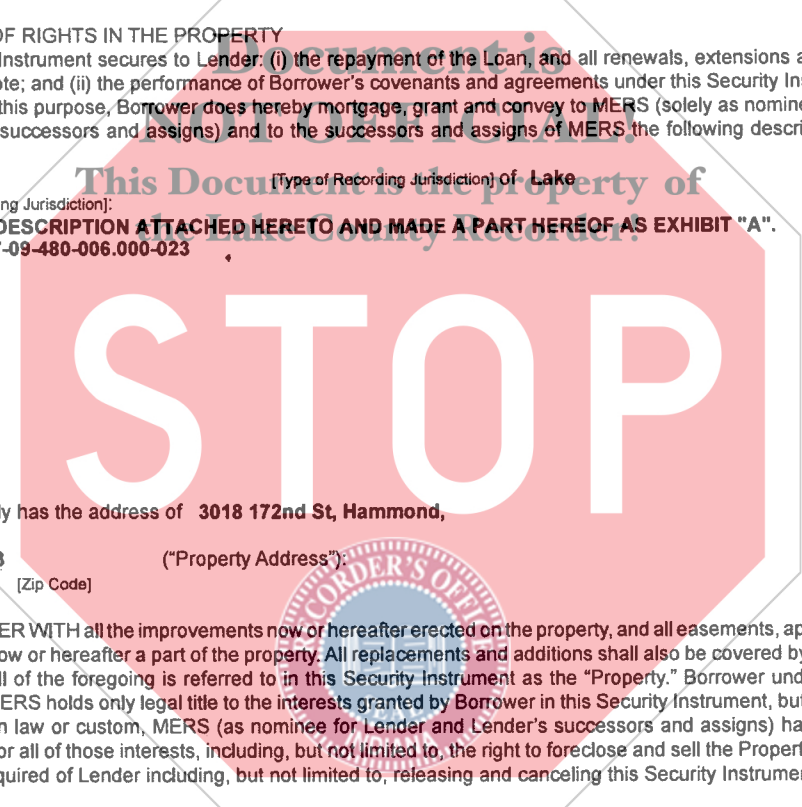 OF RIGHTS IN THE PROPERTY
Instrument secures to Lender: (i) the repayment of the Loan, and all renewals, extensions a
ote; and (ii) the performance of Borrower's covenants and agreements under this Security Ins
this purpose, Borrower does hereby mortgage, grant and convey to MERS (solely as nomine
successors and assigns) and to the successors and assigns of MERS the following descri
Document is
NOT OFFICIAL!
This Document is the property of
the Lake County Recorder!
[Type of Recording Jurisdiction] of Lake
ng Jurisdiction]:
DESCRIPTION ATTACHED HERETO AND MADE A PART HEREOF AS EXHIBIT "A".
-09-480-006.000-023
STOP
ly has the address of 3018 172nd St, Hammond,
("Property Address"):
[Zip Code]
RECORDER'S OFFICE
ER WITH all the improvements now or hereafter erected on the property, and all easements, ap
ow or hereafter a part of the property. All replacements and additions shall also be covered by
ll of the foregoing is referred to in this Security Instrument as the "Property." Borrower und
ERS holds only legal title to the interests granted by Borrower in this Security Instrument, but
n law or custom, MERS (as nominee for Lender and Lender's successors and assigns) ha
or all of those interests, including, but not limited to, the right to foreclose and sell the Propert
quired of Lender including, but not limited to, releasing and canceling this Security Instrumen